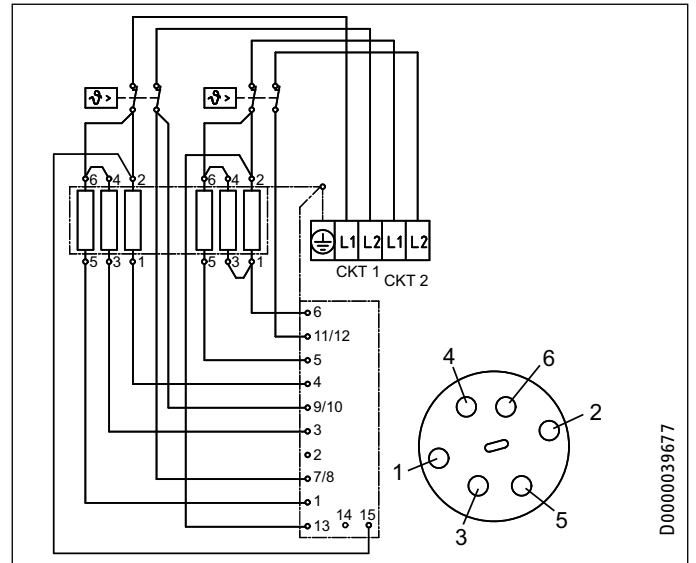 ϑ> ϑ>
6 4 2 6 4 2
5 3 1 5 3 1
L1 L2 L1 L2
CKT 1 CKT 2
6
11/12
5
4
9/10
3
2
7/8
1
13 14 15
4 6
2
1
3 5
D0000039677